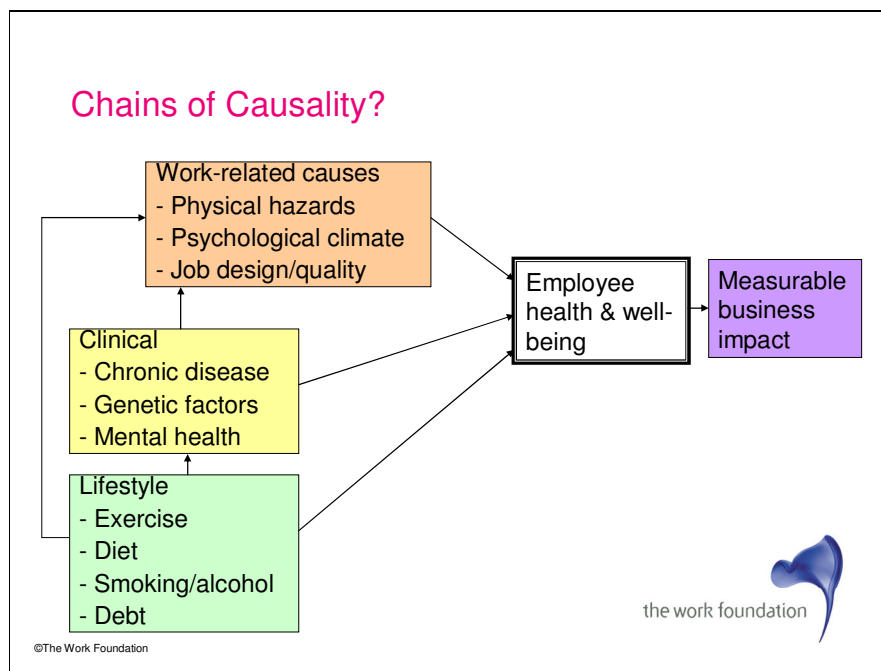 Chains of Causality?
Work-related causes
- Physical hazards
- Psychological climate
- Job design/quality
Employee
health & well-
being
Measurable
business
impact
Clinical
- Chronic disease
- Genetic factors
- Mental health
Lifestyle
- Exercise
- Diet
- Smoking/alcohol
- Debt
the work foundation
©The Work Foundation